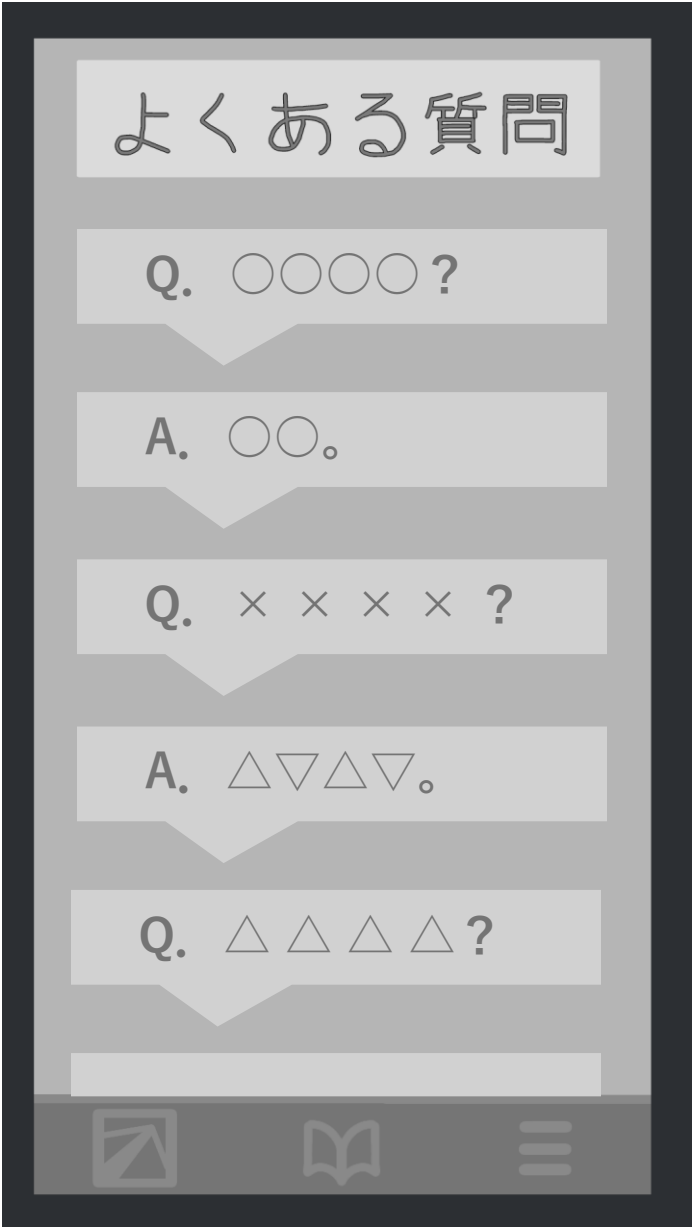 よくある質問
Q. ○○○○?
A. ○○。
Q. × × × × ?
A. △▽△▽。
Q. △ △ △ △?